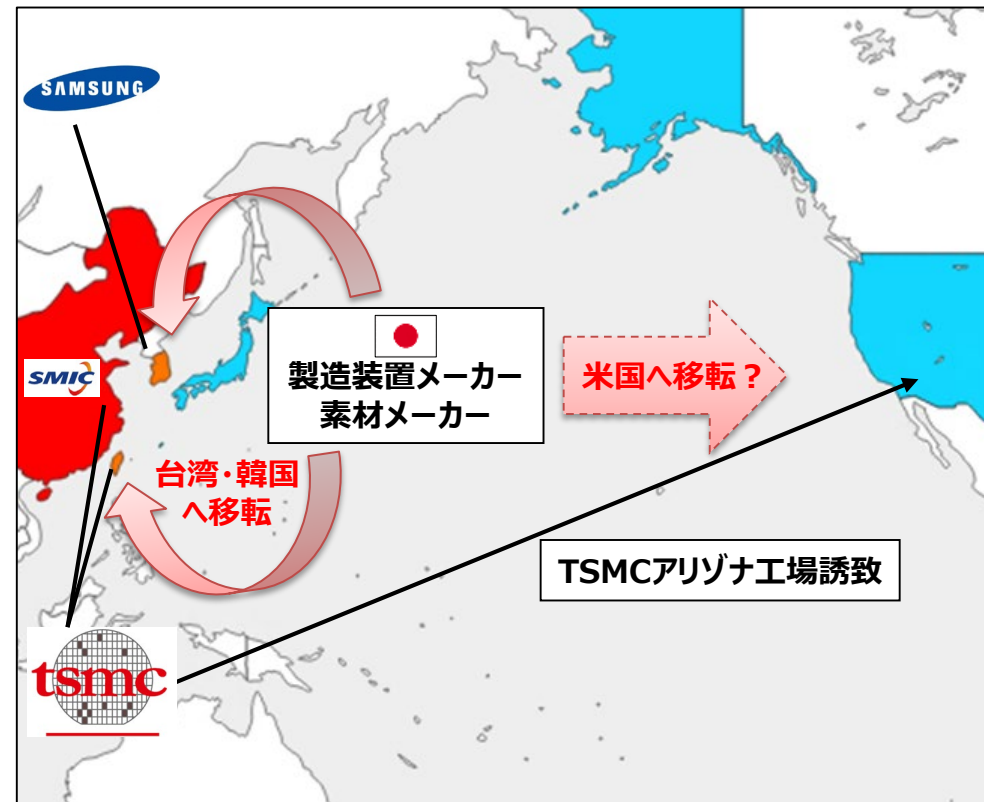 SAMSUNG
SMIC
製造装置メーカー
素材メーカー
米国へ移転？
台湾・韓国
へ移転
TSMCアリゾナ工場誘致
tsmc